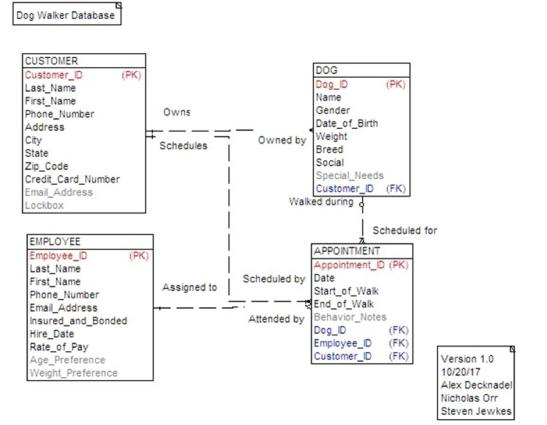 Dog Walker Database
CUSTOMER
Customer_ID (PK)
Last_Name
First_Name
Phone_Number
Address
City
State
Zip_Code
Credit_Card_Number
Email_Address
Lockbox
Owns
Schedules
Owned by
DOG
Dog_ID (PK)
Name
Gender
Date_of_Birth
Weight
Breed
Social
Special_Needs
Customer_ID (FK)
Walked during
Scheduled for
EMPLOYEE
Employee_ID (PK)
Last_Name
First_Name
Phone_Number
Email_Address
Insured_and_Bonded
Hire_Date
Rate_of_Pay
Age_Preference
Weight_Preference
Assigned to
Scheduled by
Attended by
APPOINTMENT
Appointment_ID (PK)
Date
Start_of_Walk
End_of_Walk
Behavior_Notes
Dog_ID (FK)
Employee_ID (FK)
Customer_ID (FK)
Version 1.0
10/20/17
Alex Decknadel
Nicholas Orr
Steven Jewkes